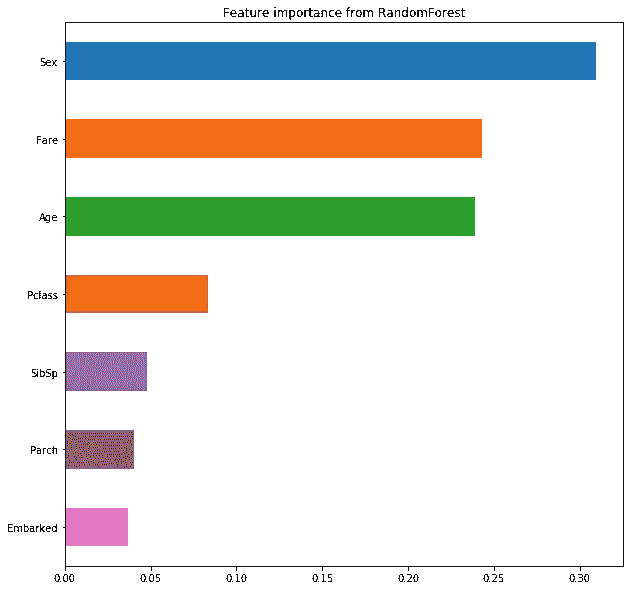 Feature importance from RandomForest
Sex
Fare
Age
Pcfass
SibSp
Parch
Embarked
0.00 0.05 0.10 0.15 0.20 0.25 0.30